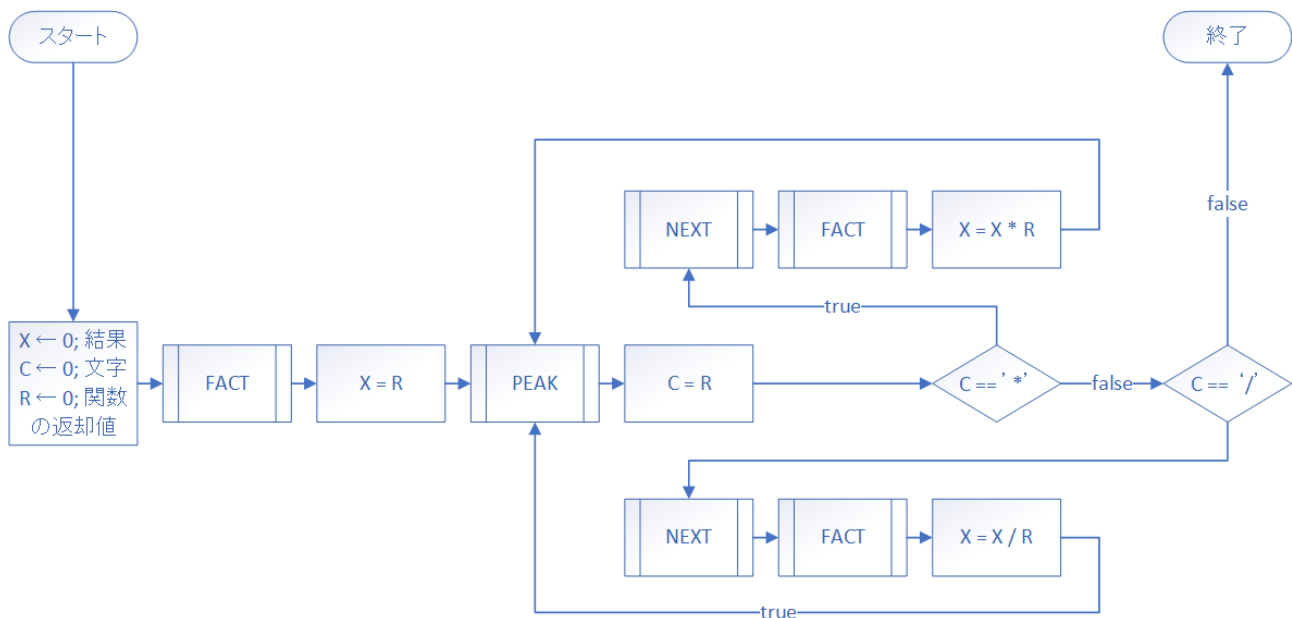 スタート
終了
false
NEXT
FACT
X = X * R
true
X ← 0; 結果
C ← 0; 文字
R ← 0; 関数
の返却値
FACT
X = R
PEAK
C = R
C == ' *'
false
C == ‘/’
NEXT
FACT
X = X / R
true